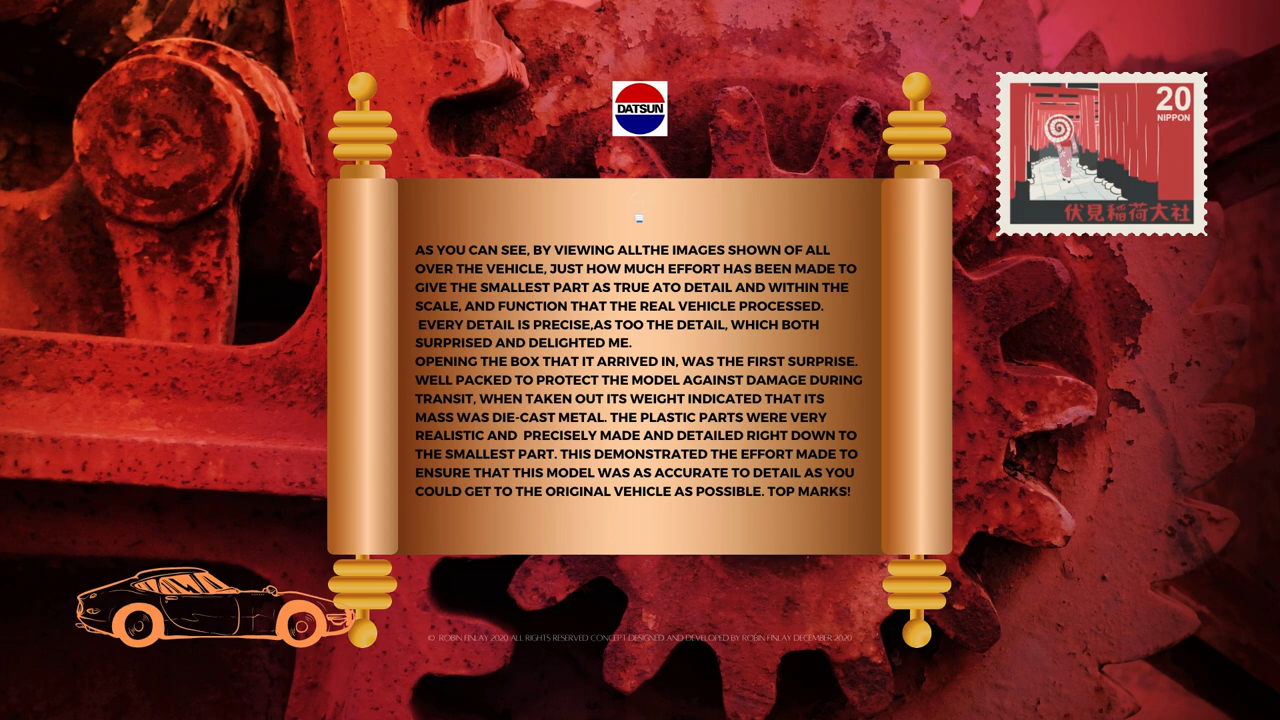 DATSUN
20
NIPPON
伏見稲荷大社
AS YOU CAN SEE, BY VIEWING ALLTHE IMAGES SHOWN OF ALL
OVER THE VEHICLE, JUST HOW MUCH EFFORT HAS BEEN MADE TO
GIVE THE SMALLEST PART AS TRUE ATO DETAIL AND WITHIN THE
SCALE, AND FUNCTION THAT THE REAL VEHICLE PROCESSED.
EVERY DETAIL IS PRECISE,AS TOO THE DETAIL, WHICH BOTH
SURPRISED AND DELIGHTED ME.
OPENING THE BOX THAT IT ARRIVED IN, WAS THE FIRST SURPRISE.
WELL PACKED TO PROTECT THE MODEL AGAINST DAMAGE DURING
TRANSIT, WHEN TAKEN OUT ITS WEIGHT INDICATED THAT ITS
MASS WAS DIE-CAST METAL. THE PLASTIC PARTS WERE VERY
REALISTIC AND  PRECISELY MADE AND DETAILED RIGHT DOWN TO
THE SMALLEST PART. THIS DEMONSTRATED THE EFFORT MADE TO
ENSURE THAT THIS MODEL WAS AS ACCURATE TO DETAIL AS YOU
COULD GET TO THE ORIGINAL VEHICLE AS POSSIBLE. TOP MARKS!
© ROBIN FINLAY 2020 ALL RIGHTS RESERVED CONCEPT DESIGNED AND DEVELOPED BY ROBIN FINLAY DECEMBER 2020